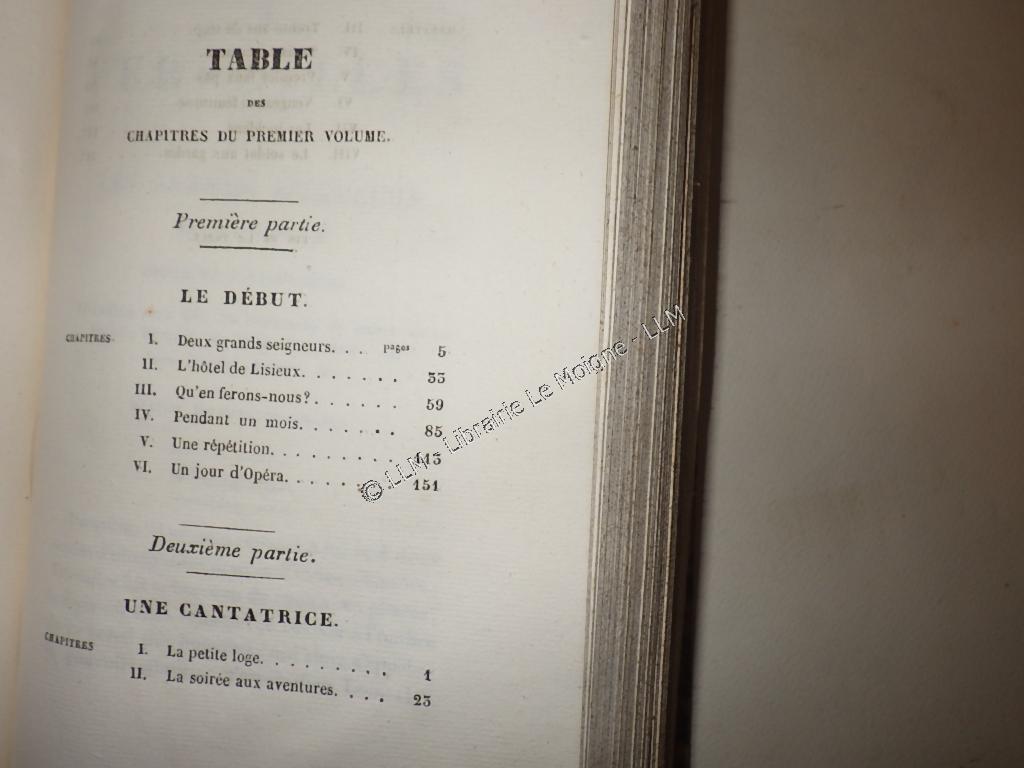 TABLE
DES
CHAPITRES DU PREMIER VOLUME.
Première partie.
LE DÉBUT.
CHAPITRES I. Deux grands seigneurs. . . pages 5
II. L'hôtel de Lisieux. . . . . . . 33
III. Qu'en ferons-nous? . . . . . . 59
IV. Pendant un mois. . . . . . . 85
V. Une répétition. . . . . . . . . 113
VI. Un jour d'Opéra. . . . . . . 151
Deuxième partie.
UNE CANTATRICE.
CHAPITRES I. La petite loge. . . . . . . . . 1
II. La soirée aux aventures. . . . 23
© LLM - Librairie Le Moigne - LLM